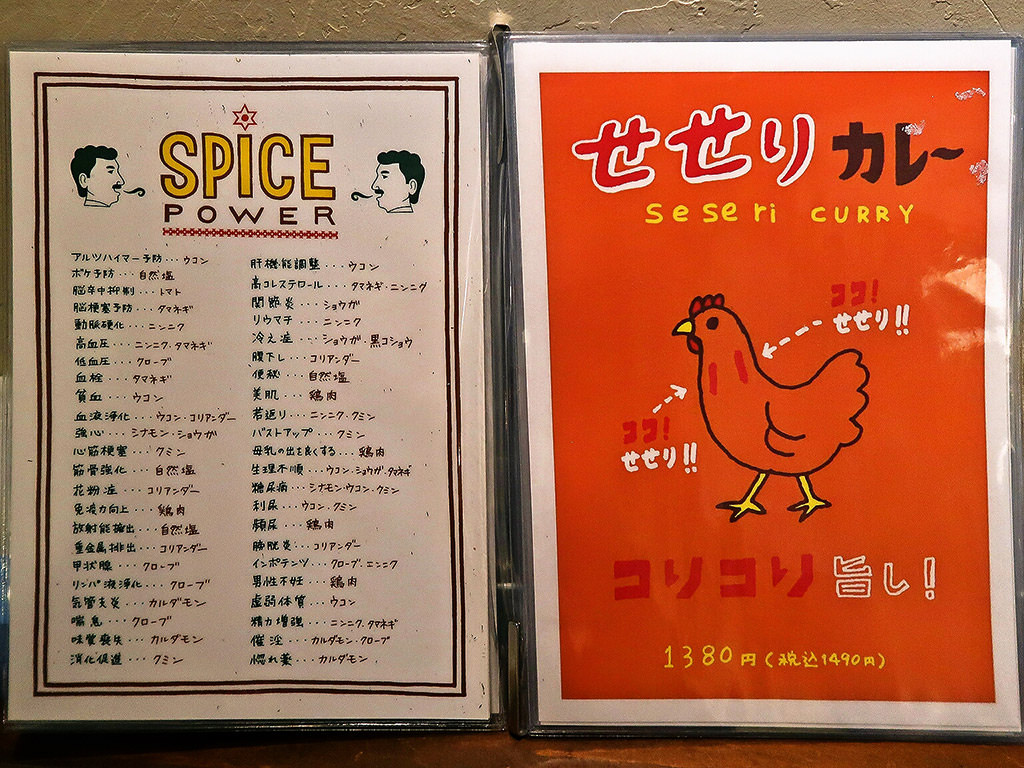 SPICE
POWER
アルツハイマー予防・・・ウコン
ボケ予防・・・自然塩
脳卒中抑制・・・トマト
脳梗塞予防・・・タマネギ
動脈硬化・・・ニンニク
高血圧・・・ニンニク・タマネギ
低血圧・・・クローブ
血栓・・・タマネギ
貧血・・・ウコン
血液浄化・・・ウコン・コリアンダー
強心・・・シナモン・ショウガ
心筋梗塞・・・クミン
筋骨強化・・・自然塩
花粉症・・・コリアンダー
免疫力向上・・・鶏肉
放射能排出・・・自然塩
重金属排出・・・コリアンダー
甲状腺・・・クローブ
リンパ液浄化・・・クローブ
気管支炎・・・カルダモン
喘息・・・クローブ
味覚喪失・・・カルダモン
消化促進・・・クミン
肝機能調整・・・ウコン
高コレステロール・・・タマネギ・ニンニク
関節炎・・・ショウガ
リウマチ・・・ニンニク
冷え症・・・ショウガ・黒コショウ
腹下し・・・コリアンダー
便秘・・・自然塩
美肌・・・鶏肉
若返り・・・ニンニク・クミン
バストアップ・・・クミン
母乳の出を良くする・・・鶏肉
生理不順・・・ウコン・ショウガ・タマネギ
糖尿病・・・シナモン・ウコン・クミン
利尿・・・ウコン・クミン
頻尿・・・鶏肉
膀胱炎・・・コリアンダー
インポテンツ・・・クローブ・ニンニク
男性不妊・・・鶏肉
虚弱体質・・・ウコン
精力増強・・・ニンニク・タマネギ
催淫・・・カルダモン・クローブ
惚れ薬・・・カルダモン
せせりカレー
seseri CURRY
ココ!
せせり!!
ココ!
せせり!!
コリコリ旨し!
1380円(税込1490円)